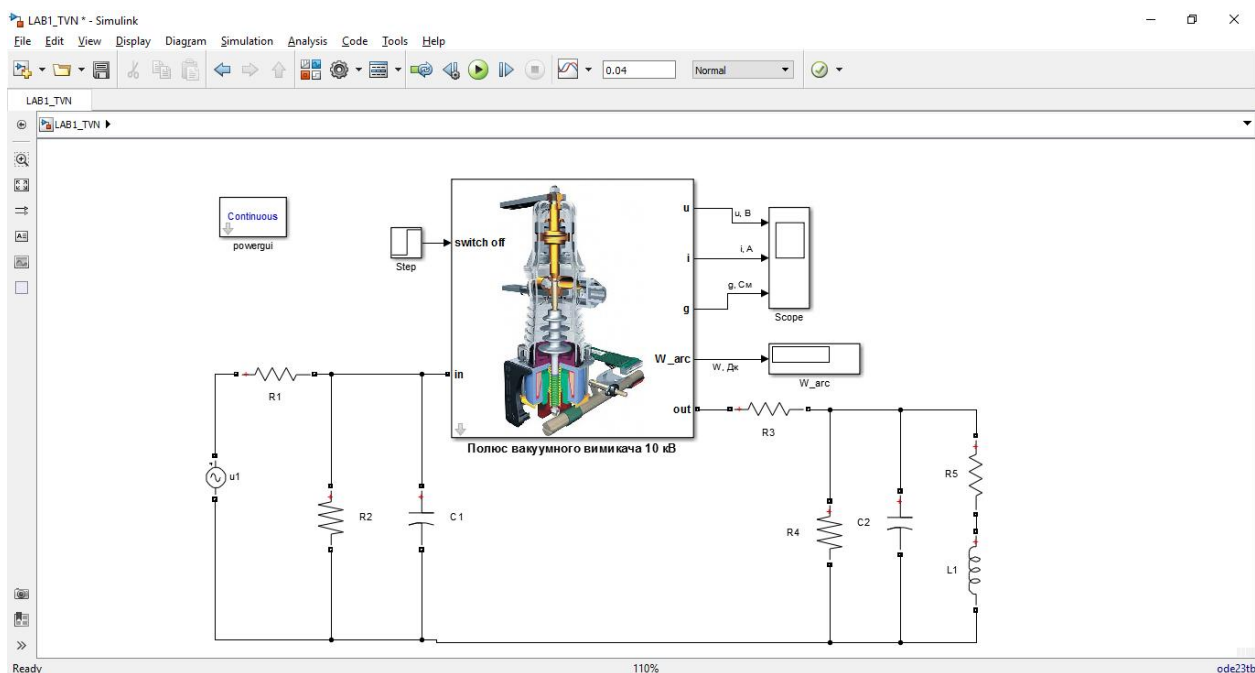 LAB1_TVN * - Simulink
File Edit View Display Diagram Simulation Analysis Code Tools Help
0.04 Normal
LAB1_TVN
LAB1_TVN
Continuous
powergui
Step
switch off
u
u, В
i
i, А
g
g, См
Scope
W_arc
W, Дж
W_arc
in
out
Полюс вакуумного вимикача 10 кВ
R1
R3
u1
R2
C1
R4
C2
R5
L1
Ready 110% ode23tb